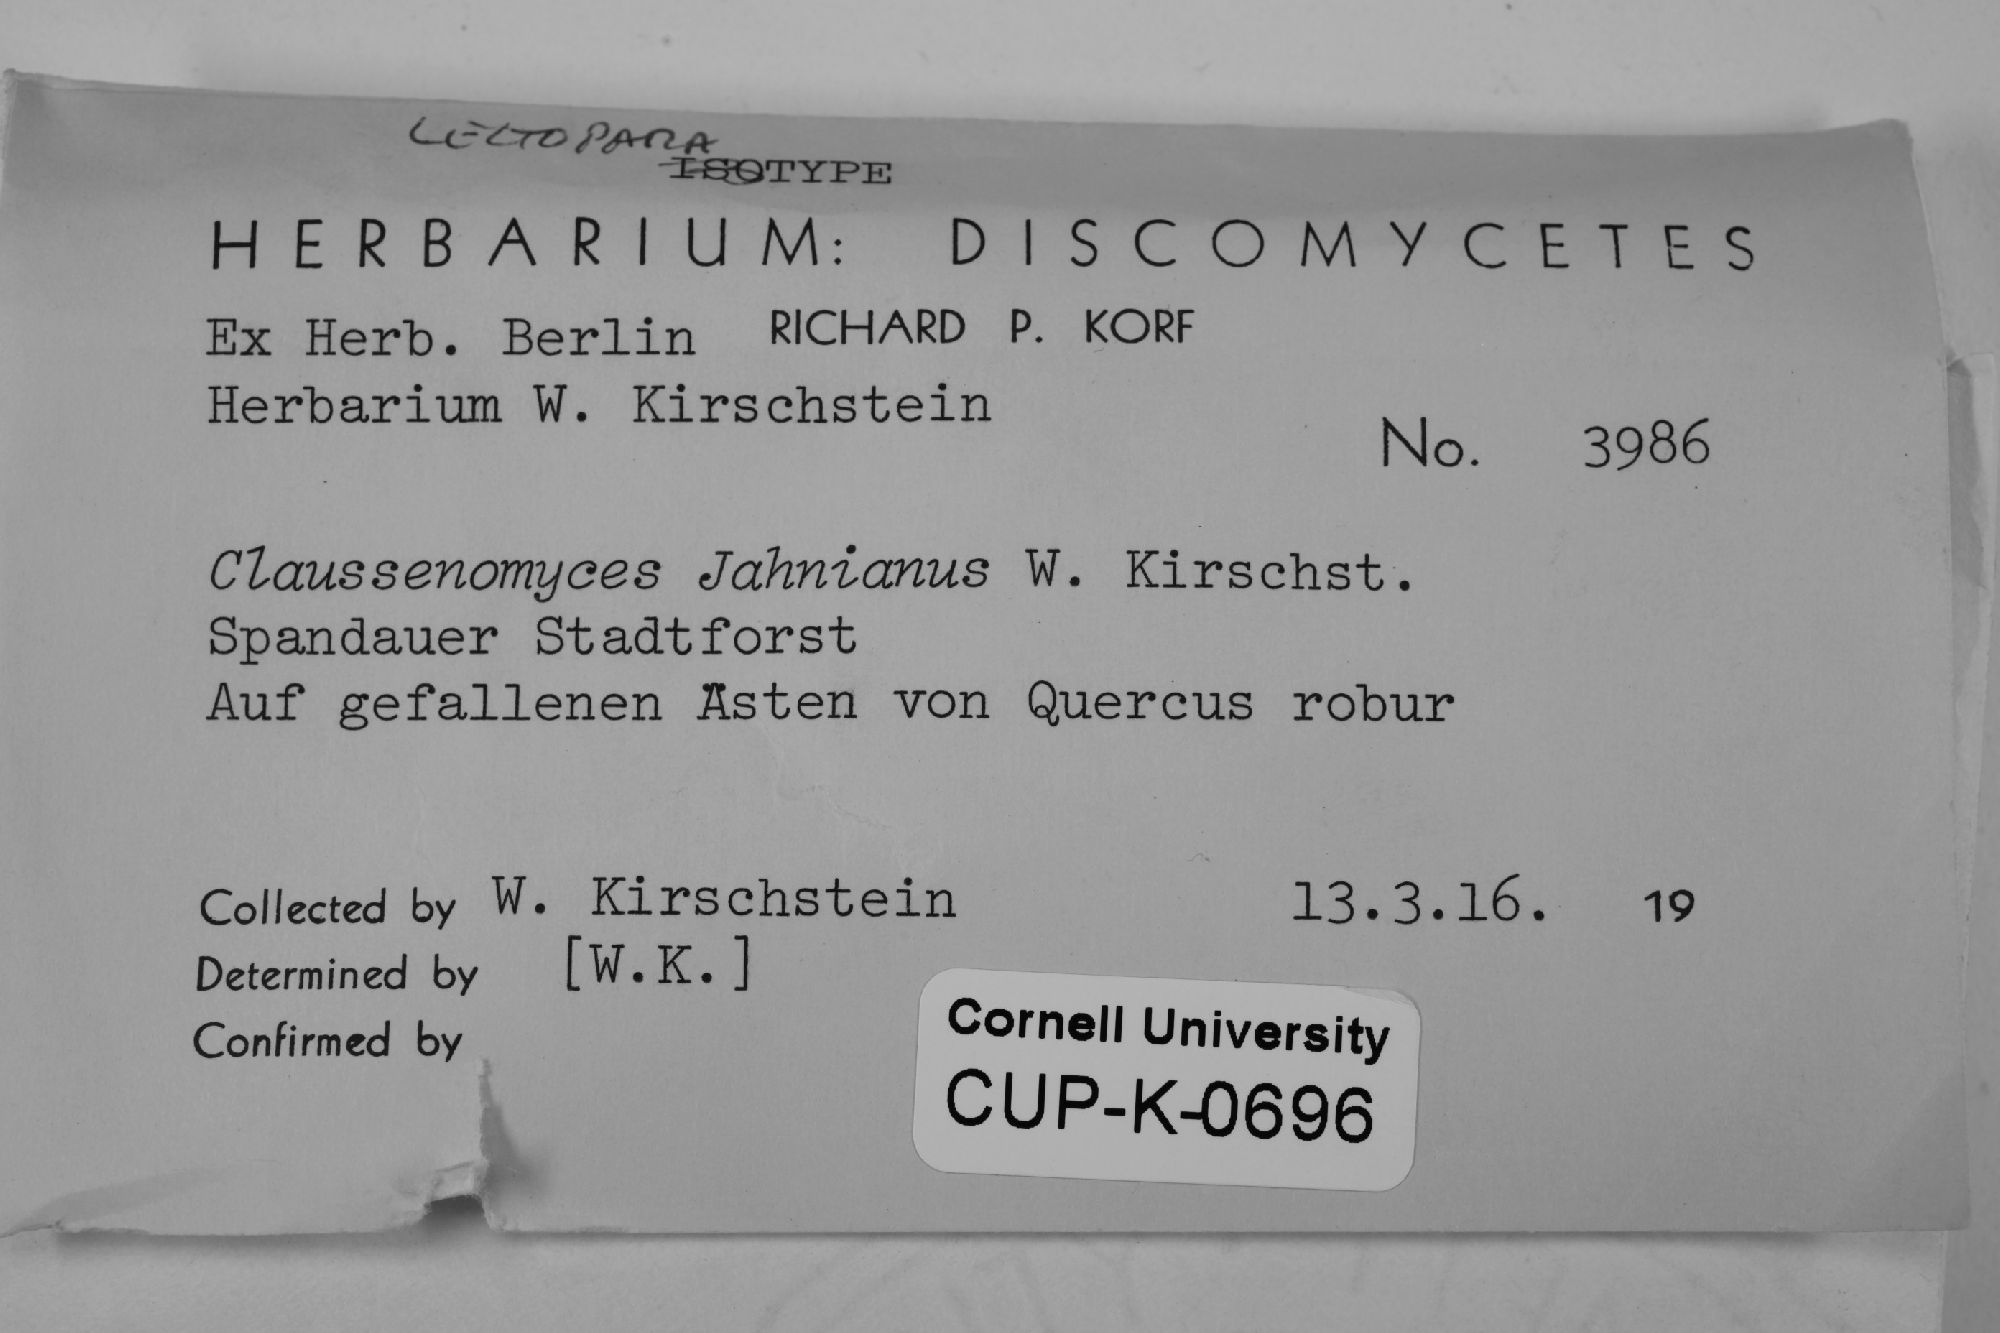 LECTOPARA
ISOTYPE
HERBARIUM: DISCOMYCETES
Ex Herb. Berlin RICHARD P. KORF
Herbarium W. Kirschstein
No. 3986
Claussenomyces Jahnianus W. Kirschst.
Spandauer Stadtforst
Auf gefallenen Ästen von Quercus robur
Collected by W. Kirschstein 13.3.16. 19
Determined by [W.K.]
Confirmed by
Cornell University
CUP-K-0696